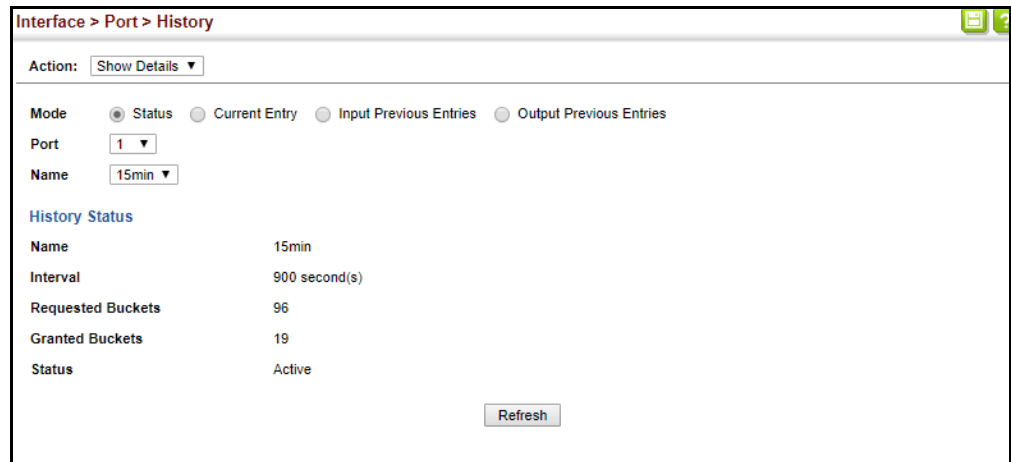 Interface > Port > History
?
Action: Show Details ▼
Mode Status Current Entry Input Previous Entries Output Previous Entries
Port 1 ▼
Name 15min ▼
History Status
Name 15min
Interval 900 second(s)
Requested Buckets 96
Granted Buckets 19
Status Active
Refresh